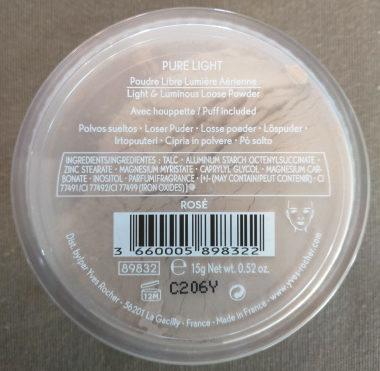 PURE LIGHT
Poudre Libre Lumière Aérienne
Light & Luminous Loose Powder
Avec houppette / Puff included
Polvos sueltos • Loser Puder • Losse poeder • Löspuder •
Irtopuuteri • Cipria in polvere • Pó solto
INGREDIENTS/INGREDIENTES : TALC • ALUMINUM STARCH OCTENYLSUCCINATE •
ZINC STEARATE • MAGNESIUM MYRISTATE • CAPRYLYL GLYCOL • MAGNESIUM CAR-
BONATE • INOSITOL • PARFUM/FRAGRANCE • [+/- (MAY CONTAIN/PEUT CONTENIR) • CI
77491/CI 77492/CI 77499 (IRON OXIDES)]
ROSÉ
3 660005 898322
89832
12M
℮ 15g Net wt. 0.52 oz.
C206Y
Dist. by/par Yves Rocher • 56201 La Gacilly • France • Made in France • www.yves-rocher.com